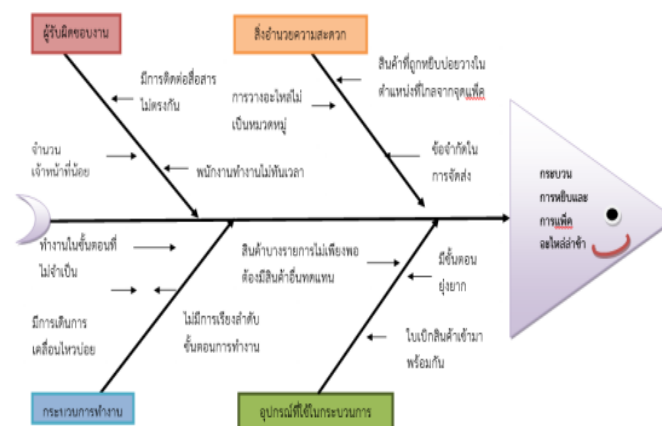 ผู้รับผิดชอบงาน
สิ่งอำนวยความสะดวก
มีการติดต่อสื่อสาร
ไม่ตรงกัน
จำนวน
เจ้าหน้าที่น้อย
พนักงานทำงานไม่ทันเวลา
สินค้าที่ถูกหยิบบ่อยวางใน
ตำแหน่งที่ไกลจากจุดแพ็ค
การวางอะไหล่ไม่
เป็นหมวดหมู่
ข้อจำกัดใน
การจัดส่ง
กระบวน
การหยิบและ
การแพ็ค
อะไหล่ล่าช้า
ทำงานในขั้นตอนที่
ไม่จำเป็น
มีการเดินการ
เคลื่อนไหวบ่อย
ไม่มีการเรียงลำดับ
ขั้นตอนการทำงาน
สินค้าบางรายการไม่เพียงพอ
ต้องมีสินค้าอื่นทดแทน
มีขั้นตอน
ยุ่งยาก
ใบเบิกสินค้าเข้ามา
พร้อมกัน
กระบวนการทำงาน
อุปกรณ์ที่ใช้ในกระบวนการ